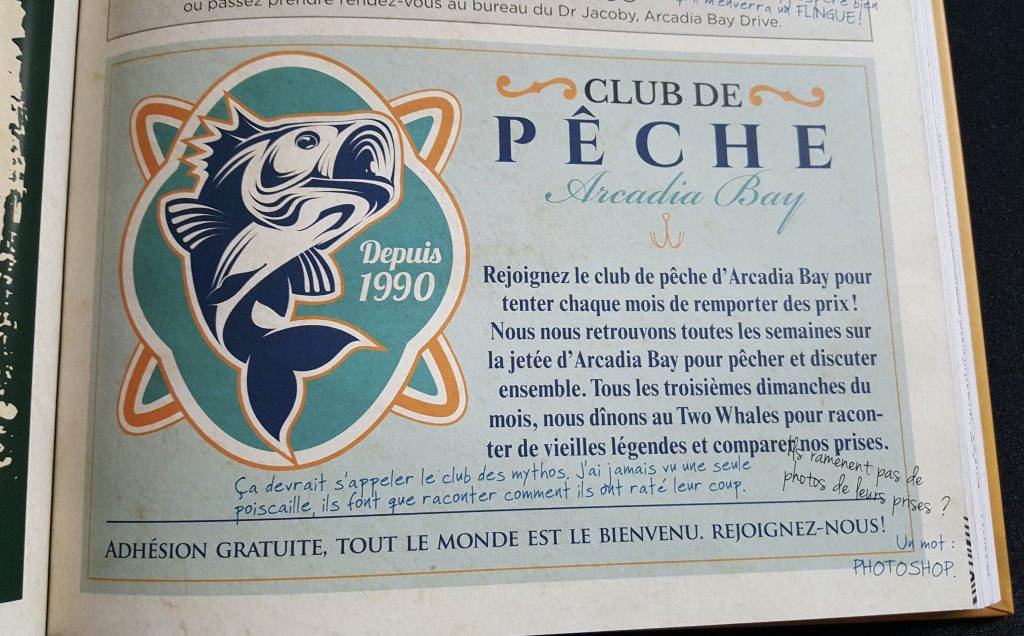 n'enverra un FLINGUE!
ou passez prendre rendez-vous au bureau du Dr Jacoby, Arcadia Bay Drive.
CLUB DE
PÊCHE
Arcadia Bay
Depuis
1990
Rejoignez le club de pêche d'Arcadia Bay pour
tenter chaque mois de remporter des prix !
Nous nous retrouvons toutes les semaines sur
la jetée d'Arcadia Bay pour pêcher et discuter
ensemble. Tous les troisièmes dimanches du
mois, nous dînons au Two Whales pour racon-
ter de vieilles légendes et comparer nos prises.
Ça devrait s'appeler le club des mythos. J'ai jamais vu une seule
poiscaille, ils font que raconter comment ils ont raté leur coup.
Ils ramènent pas de
photos de leurs prises ?
ADHÉSION GRATUITE, TOUT LE MONDE EST LE BIENVENU. REJOIGNEZ-NOUS !
Un mot :
PHOTOSHOP.